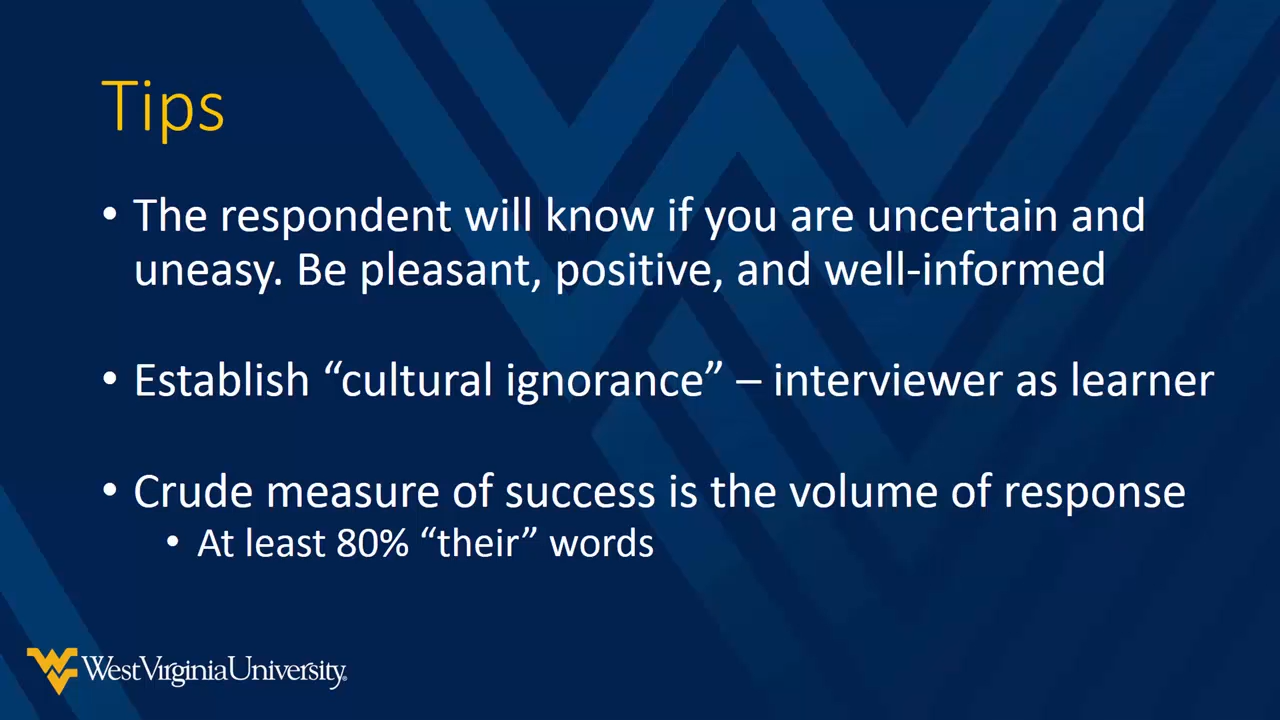 Tips
• The respondent will know if you are uncertain and
uneasy. Be pleasant, positive, and well-informed
• Establish “cultural ignorance” – interviewer as learner
• Crude measure of success is the volume of response
• At least 80% “their” words
WestVirginiaUniversity.